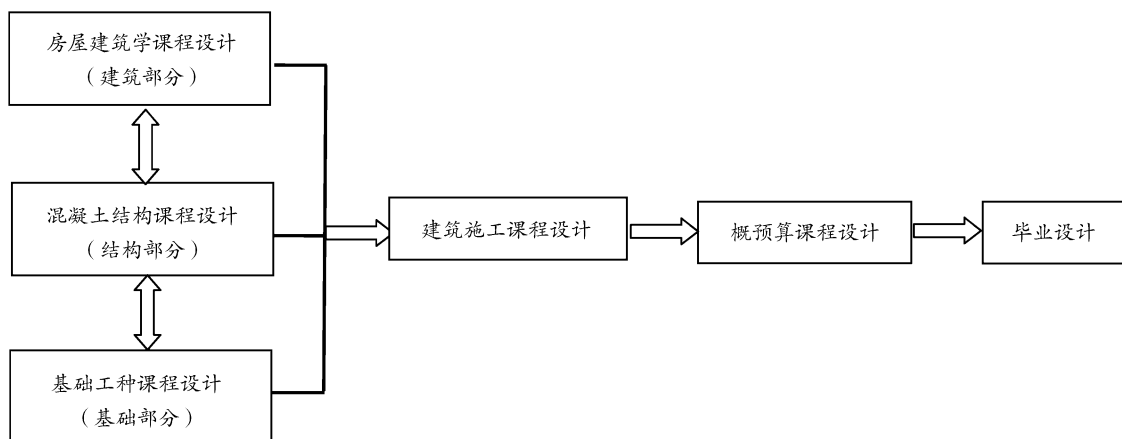 房屋建筑学课程设计
（建筑部分）
混凝土结构课程设计
（结构部分）
基础工种课程设计
（基础部分）
建筑施工课程设计
概预算课程设计
毕业设计